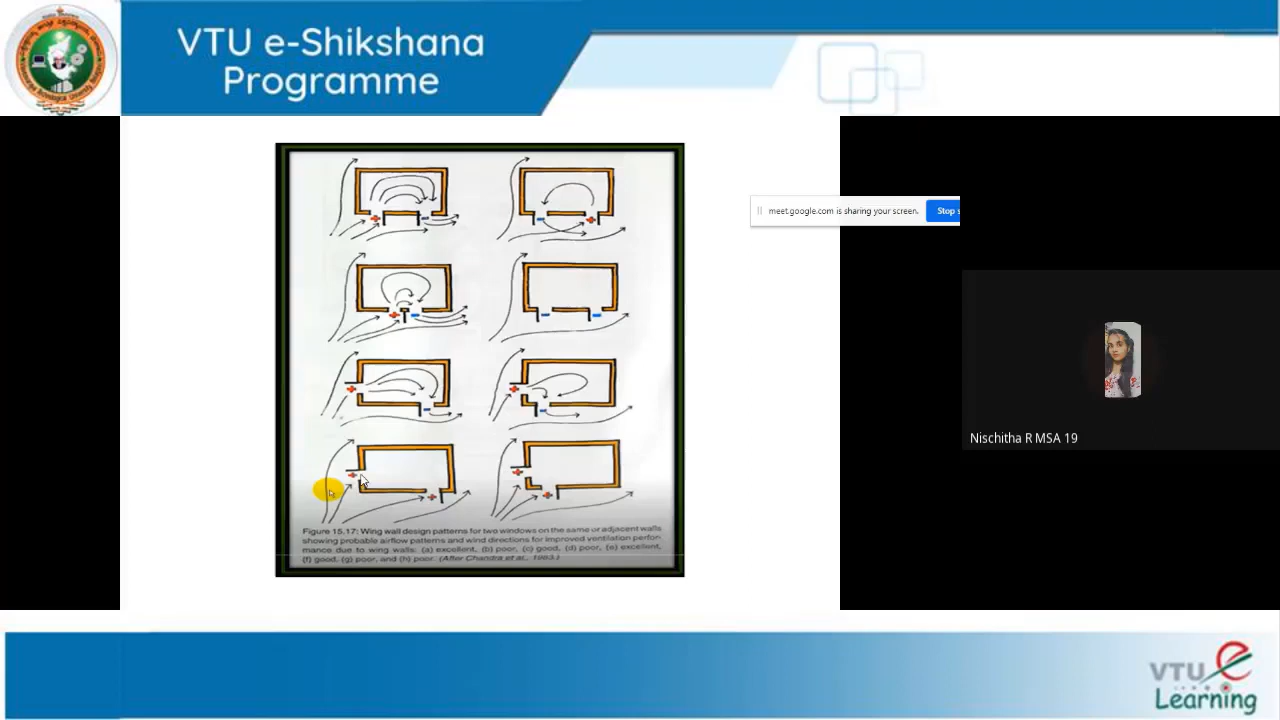 VTU e-Shikshana
Programme
meet.google.com is sharing your screen.
Stop s
Nischitha R MSA 19
Figure 15.17: Wing wall design patterns for two windows on the same or adjacent walls
showing probable airflow patterns and wind directions for improved ventilation perfor-
mance due to wing walls: (a) excellent, (b) poor, (c) good, (d) poor, (e) excellent,
(f) good, (g) poor, and (h) poor. (After Chandra et al., 1983.)
VTU
Learning